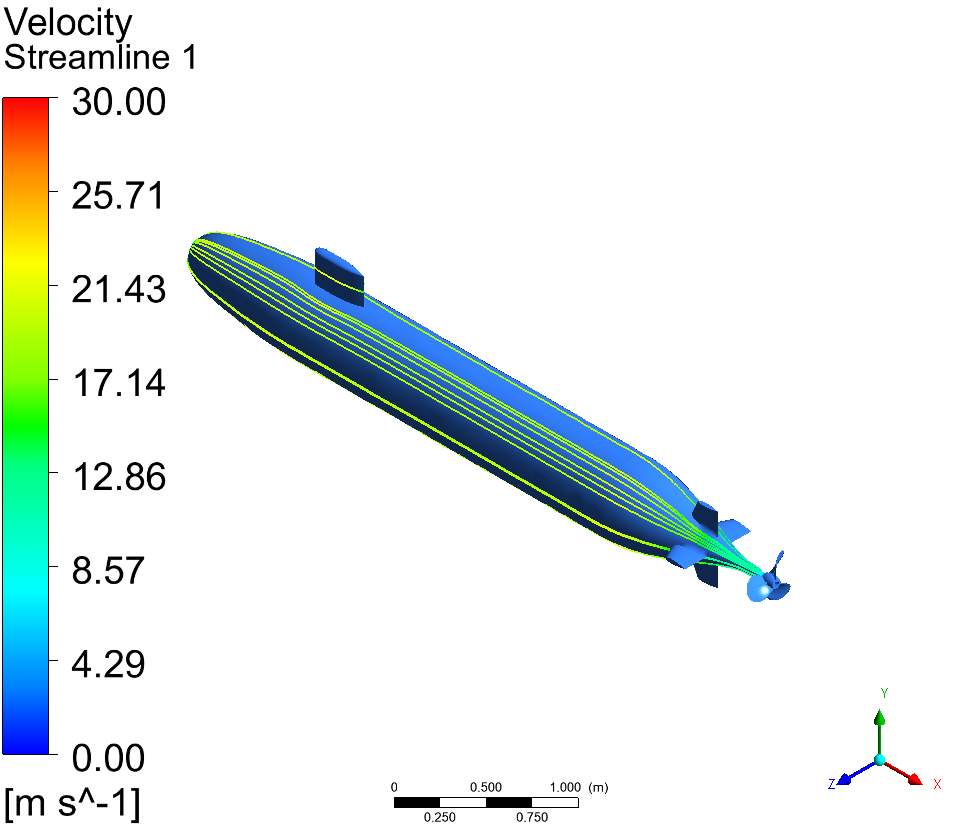 Velocity
Streamline 1
30.00
25.71
21.43
17.14
12.86
8.57
4.29
0.00
[m s^-1]
0 0.500 1.000 (m)
0.250 0.750
Y
Z X